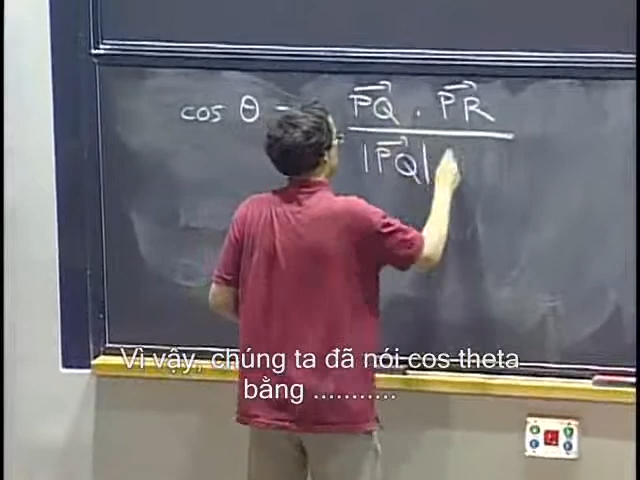 cos θ = PQ⃗ · PR⃗
|PQ⃗|
Vì vậy, chúng ta đã nói cos theta
bằng ...........